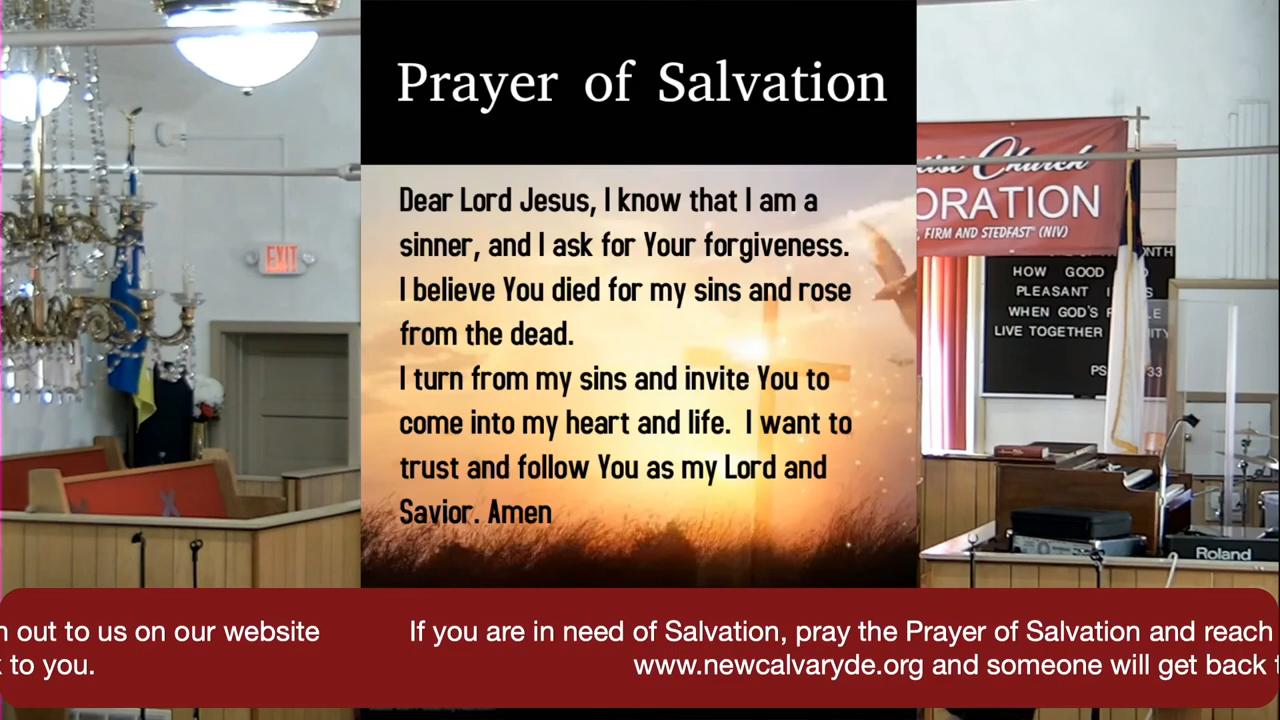 Prayer of Salvation
Dear Lord Jesus, I know that I am a
sinner, and I ask for Your forgiveness.
I believe You died for my sins and rose
from the dead.
I turn from my sins and invite You to
come into my heart and life. I want to
trust and follow You as my Lord and
Savior. Amen
EXIT
Church
ORATION
FIRM AND STEDFAST" (NIV)
NTH
HOW GOOD
PLEASANT
WHEN GOD'S
LIVE TOGETHER
33
Roland
out to us on our website
to you.
If you are in need of Salvation, pray the Prayer of Salvation and reach
www.newcalvaryde.org and someone will get back